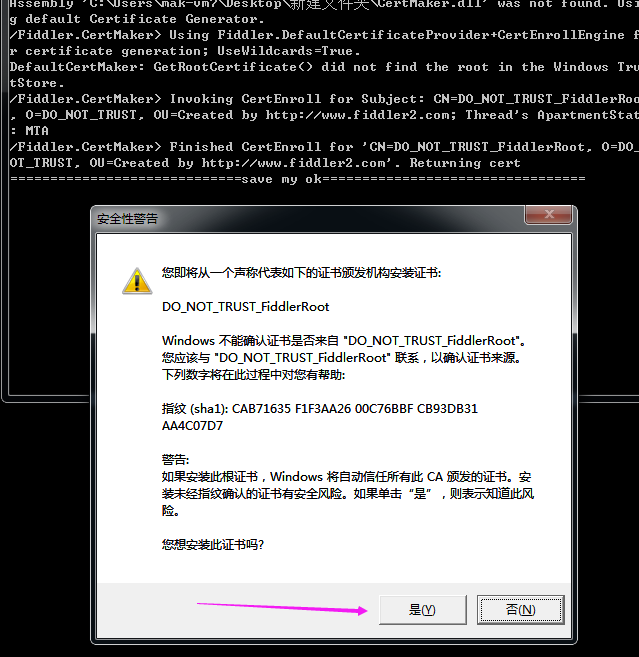 Assembly 'C:\Users\mak-vm7\Desktop\新建文件夹\CertMaker.dll' was not found. Usi
g default Certificate Generator.
/Fiddler.CertMaker> Using Fiddler.DefaultCertificateProvider+CertEnrollEngine f
r certificate generation; UseWildcards=True.
DefaultCertMaker: GetRootCertificate() did not find the root in the Windows Tru
tStore.
/Fiddler.CertMaker> Invoking CertEnroll for Subject: CN=DO_NOT_TRUST_FiddlerRoo
, O=DO_NOT_TRUST, OU=Created by http://www.fiddler2.com; Thread's ApartmentStat
: MTA
/Fiddler.CertMaker> Finished CertEnroll for 'CN=DO_NOT_TRUST_FiddlerRoot, O=DO_
OT_TRUST, OU=Created by http://www.fiddler2.com'. Returning cert
=============================save my ok=================================
安全性警告
您即将从一个声称代表如下的证书颁发机构安装证书:
DO_NOT_TRUST_FiddlerRoot
Windows 不能确认证书是否来自 "DO_NOT_TRUST_FiddlerRoot"。
您应该与 "DO_NOT_TRUST_FiddlerRoot" 联系，以确认证书来源。
下列数字将在此过程中对您有帮助:
指纹 (sha1): CAB71635 F1F3AA26 00C76BBF CB93DB31
AA4C07D7
警告:
如果安装此根证书，Windows 将自动信任所有此 CA 颁发的证书。安
装未经指纹确认的证书有安全风险。如果单击“是”，则表示知道此风
险。
您想安装此证书吗?
是(Y) 否(N)